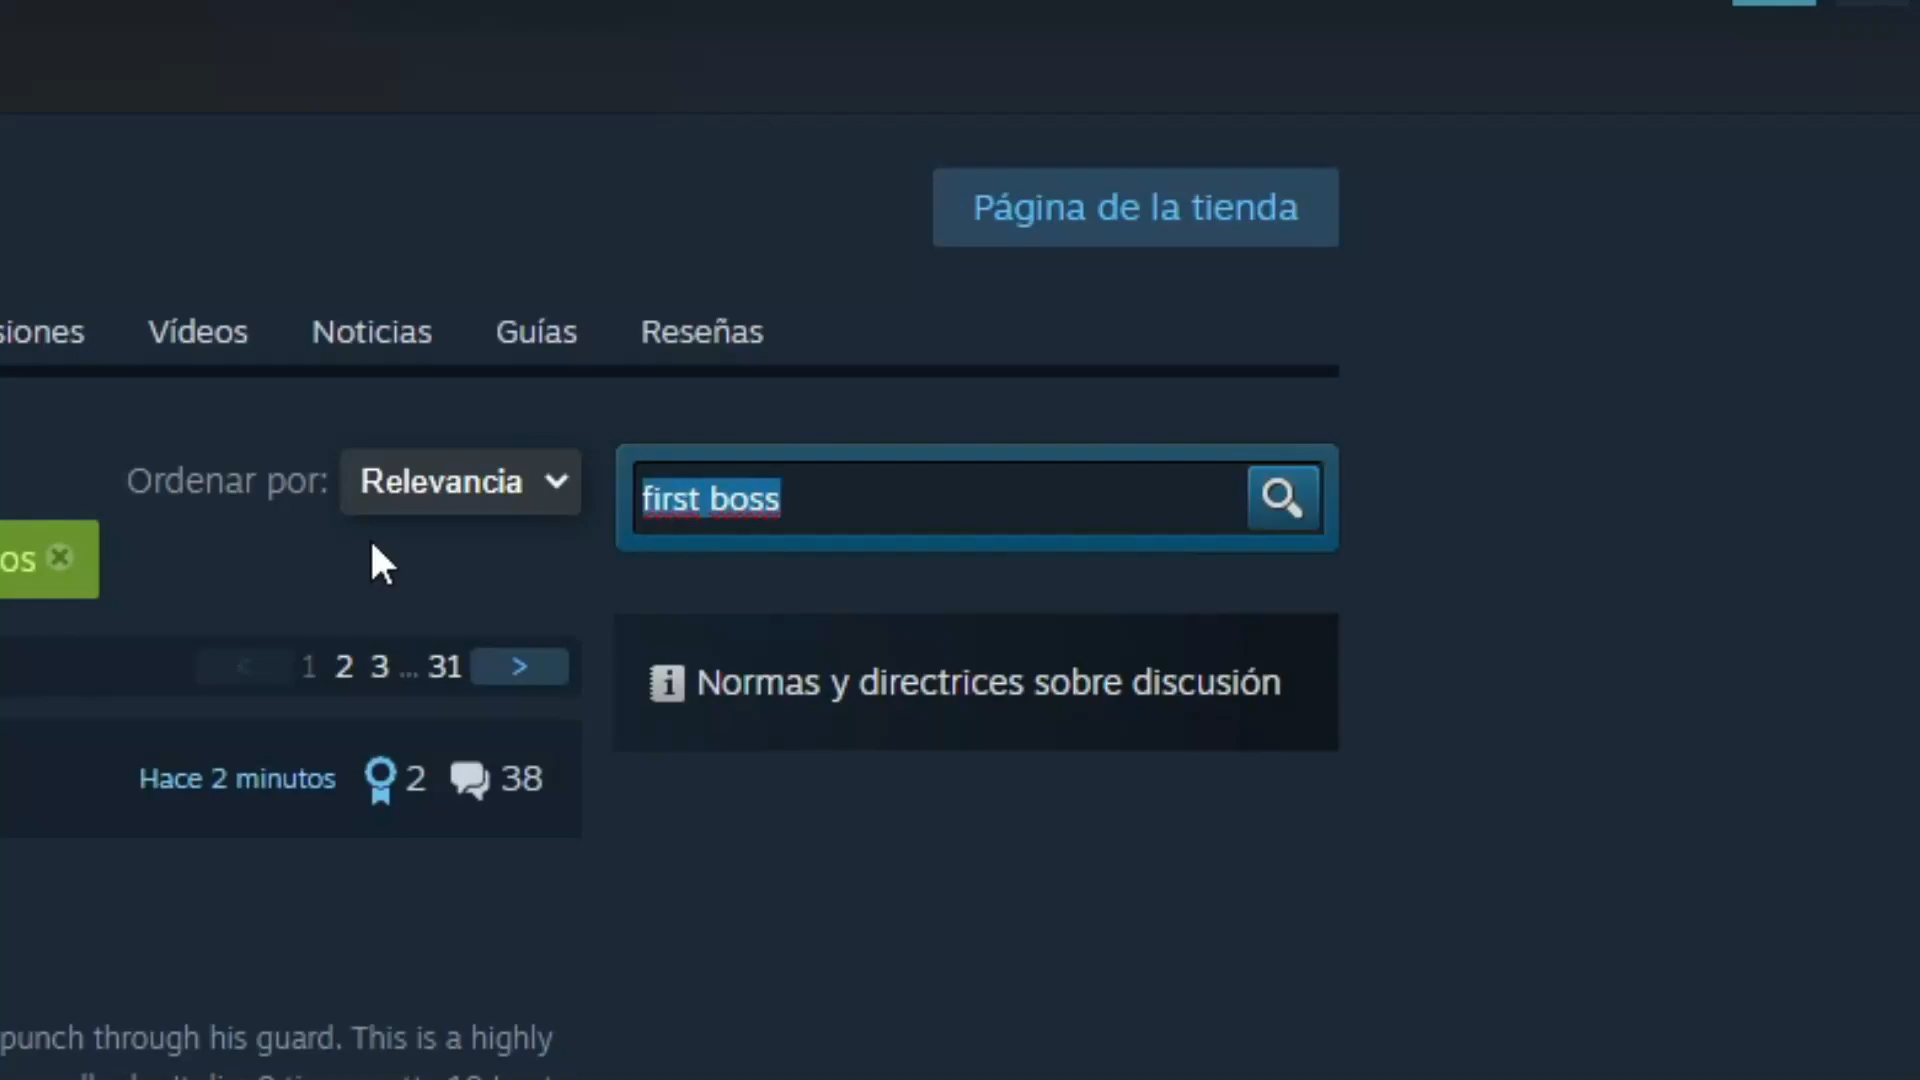 Página de la tienda
siones Vídeos Noticias Guías Reseñas
Ordenar por: Relevancia
first boss
os
< 1 2 3 ... 31 >
Normas y directrices sobre discusión
Hace 2 minutos 2 38
punch through his guard. This is a highly